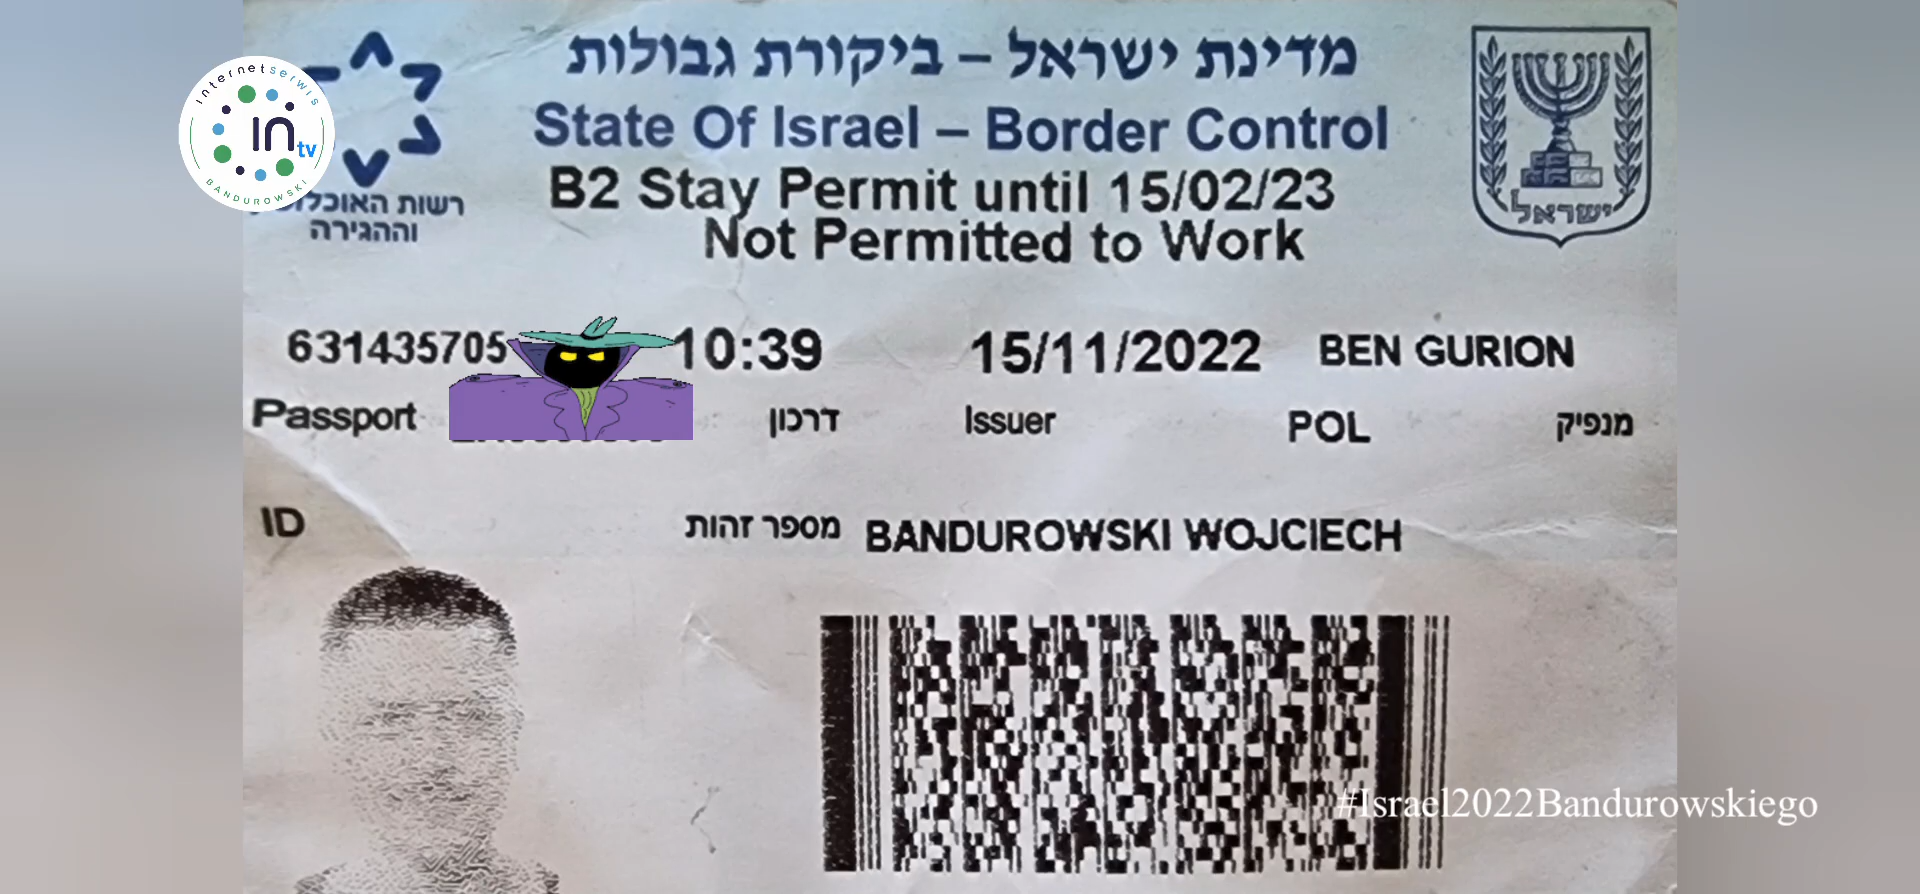 internetserwis
in tv
BANDUROWSKI
מדינת ישראל – ביקורת גבולות
State Of Israel – Border Control
B2 Stay Permit until 15/02/23
Not Permitted to Work
רשות
וההגירה
ישראל
631435705 10:39 15/11/2022 BEN GURION
Passport דרכון Issuer POL מנפיק
ID מספר זהות BANDUROWSKI WOJCIECH
#Israel2022Bandurowskiego